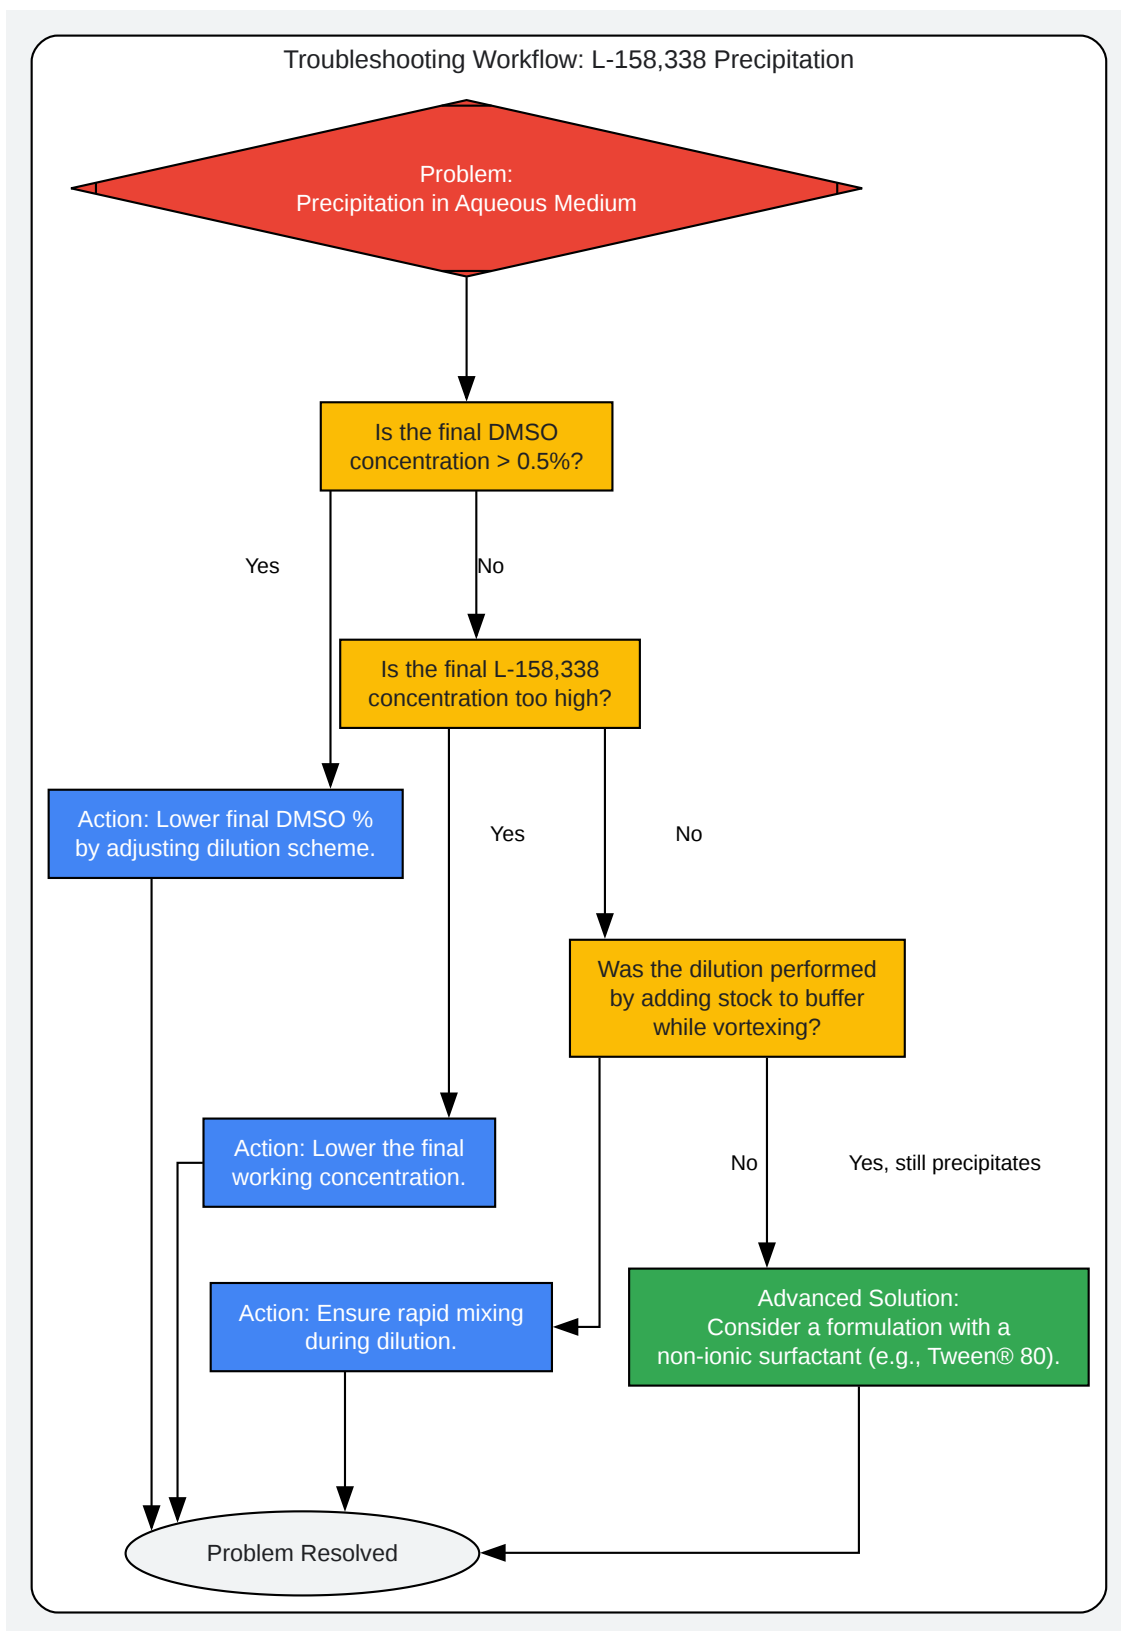 Troubleshooting Workflow: L-158,338 Precipitation
Problem:
Precipitation in Aqueous Medium
Is the final DMSO
concentration > 0.5%?
Yes
No
Is the final L-158,338
concentration too high?
Action: Lower final DMSO %
by adjusting dilution scheme.
Yes
No
Was the dilution performed
by adding stock to buffer
while vortexing?
Action: Lower the final
working concentration.
No
Yes, still precipitates
Action: Ensure rapid mixing
during dilution.
Advanced Solution:
Consider a formulation with a
non-ionic surfactant (e.g., Tween® 80).
Problem Resolved